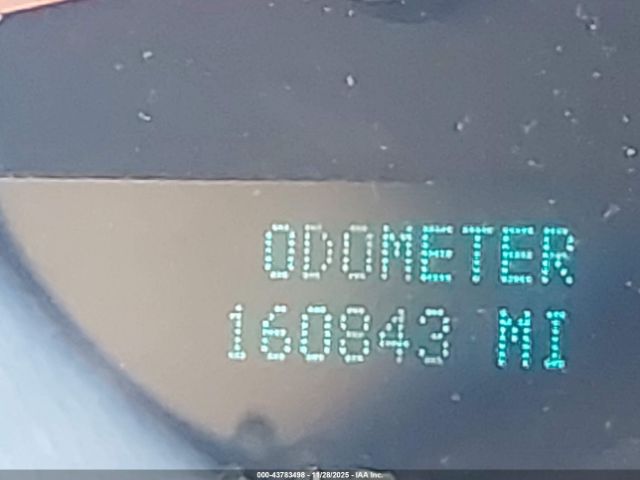 ODOMETER
160843 MI
000-43783498 - 11/28/2025 - IAA Inc.